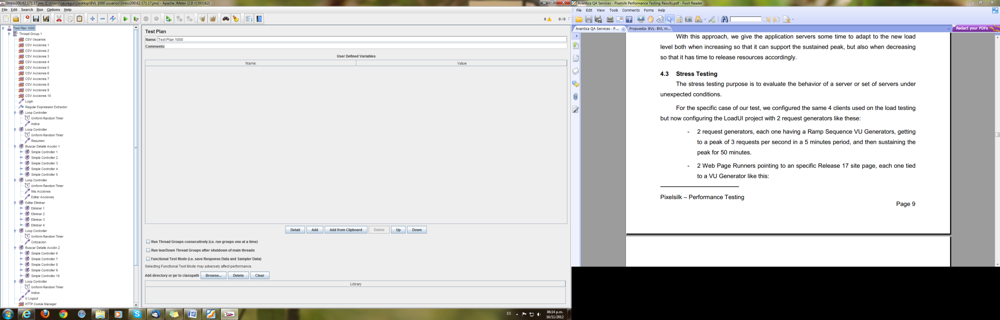 Stress200.62.171.17.jmx (C:\Users\rjauregui\Desktop\BVL 1000 usuarios\Stress200.62.171.17.jmx) - Apache JMeter (2.8 r1393162)
File Edit Search Run Options Help
0 0/0
Test Plan 1000
Thread Group 1
CSV Usuarios
CSV Acciones 1
CSV Acciones 2
CSV Acciones 3
CSV Acciones 4
CSV Acciones 5
CSV Acciones 6
CSV Acciones 7
CSV Acciones 8
CSV Acciones 9
CSV Acciones 10
Login
Regular Expression Extractor
Loop Controller
Uniform Random Timer
Indice
Loop Controller
Uniform Random Timer
Resumen
Buscar Detalle Acción 1
Simple Controller 1
Simple Controller 2
Simple Controller 3
Simple Controller 4
Simple Controller 5
Loop Controller
Uniform Random Timer
Mis Acciones
Editar Acciones
Editar Eliminar
Eliminar 1
Eliminar 2
Eliminar 3
Eliminar 4
Loop Controller
Uniform Random Timer
Cotizacion
Buscar Detalle Acción 2
Simple Controller 6
Simple Controller 7
Simple Controller 8
Simple Controller 9
Simple Controller 10
Loop Controller
Uniform Random Timer
Indice
U Logout
HTTP Cookie Manager
Test Plan
Name: Test Plan 1000
Comments:
User Defined Variables
Name: Value
Detail Add Add from Clipboard Delete Up Down
Run Thread Groups consecutively (i.e. run groups one at a time)
Run tearDown Thread Groups after shutdown of main threads
Functional Test Mode (i.e. save Response Data and Sampler Data)
Selecting Functional Test Mode may adversely affect performance.
Add directory or jar to classpath Browse... Delete Clear
Library
ES
06:14 p.m.
16/11/2012
Avantica QA Services - Pixelsilk Performance Testing Results.pdf - Foxit Reader
File Edit View Tools Comments Forms Help
Avantica QA Services - P... Propuesta- BVL- BVL m...
Redact your PDFs
With this approach, we give the application servers some time to adapt to the new load
level both when increasing so that it can support the sustained peak, but also when decreasing
so that it has time to release resources accordingly.
4.3 Stress Testing
The stress testing purpose is to evaluate the behavior of a server or set of servers under
unexpected conditions.
For the specific case of our test, we configured the same 4 clients used on the load testing
but now configuring the LoadUI project with 2 request generators like these:
- 2 request generators, each one having a Ramp Sequence VU Generators, getting
to a peak of 3 requests per second in a 5 minutes period, and then sustaining the
peak for 50 minutes.
- 2 Web Page Runners pointing to an specific Release 17 site page, each one tied
to a VU Generator like this:
Pixelsilk – Performance Testing
Page 9